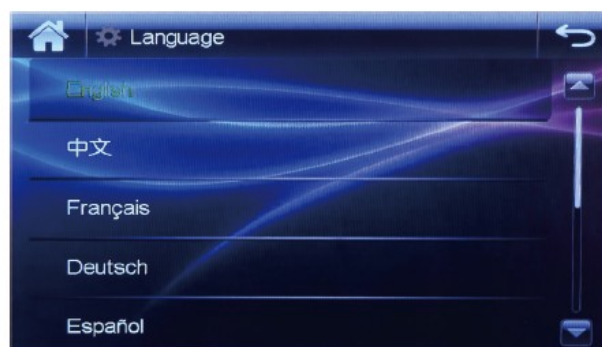 Language
English
中文
Français
Deutsch
Español